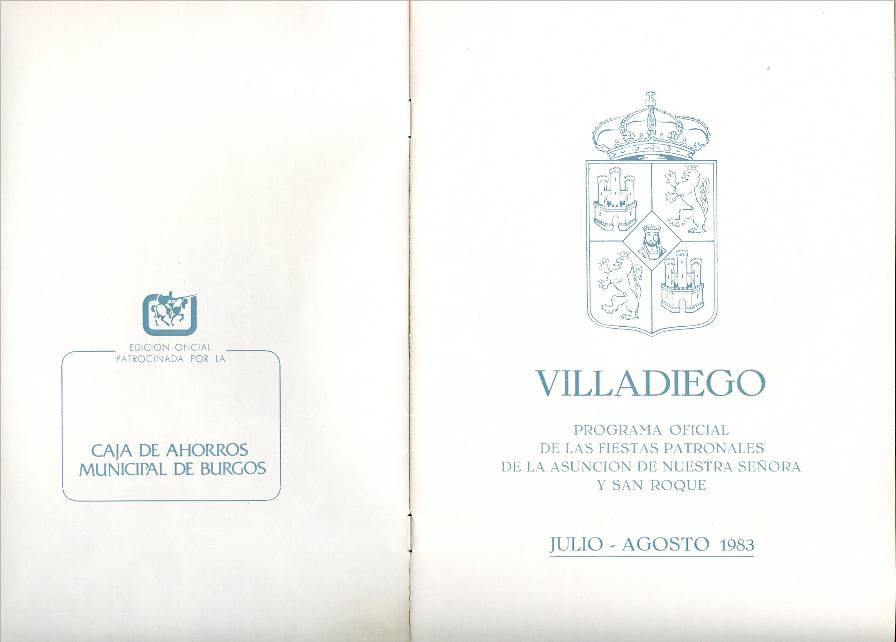 EDICION OFICIAL
PATROCINADA POR LA
CAJA DE AHORROS
MUNICIPAL DE BURGOS
VILLADIEGO
PROGRAMA OFICIAL
DE LAS FIESTAS PATRONALES
DE LA ASUNCION DE NUESTRA SEÑORA
Y SAN ROQUE
JULIO - AGOSTO 1983